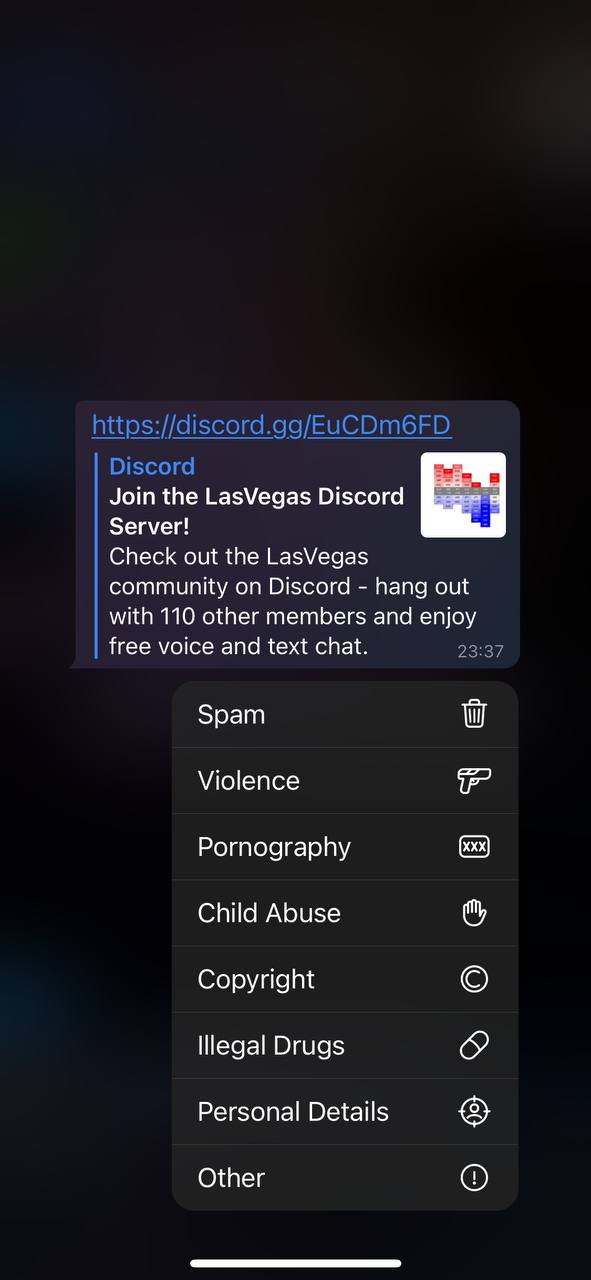 https://discord.gg/EuCDm6FD
Discord
Join the LasVegas Discord
Server!
Check out the LasVegas
community on Discord - hang out
with 110 other members and enjoy
free voice and text chat.
23:37
Spam
Violence
Pornography
XXX
Child Abuse
Copyright
Illegal Drugs
Personal Details
Other